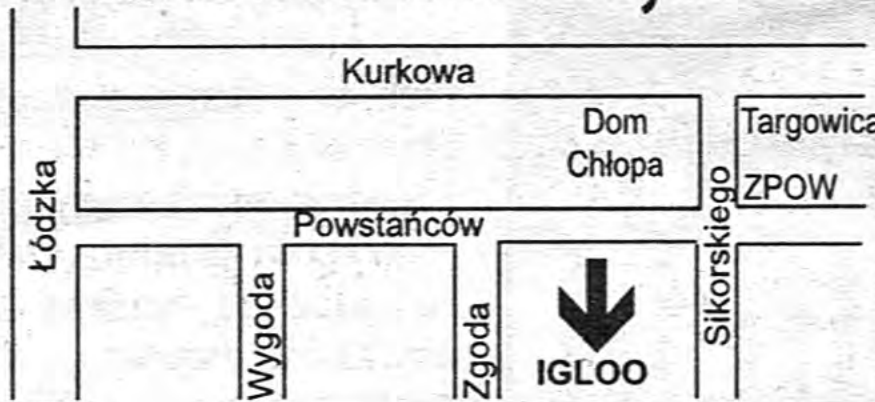 Kurkowa
Dom
Chłopa
Targowica
ZPOW
Łódzka
Powstańców
Sikorskiego
Wygoda
Zgoda
IGLOO